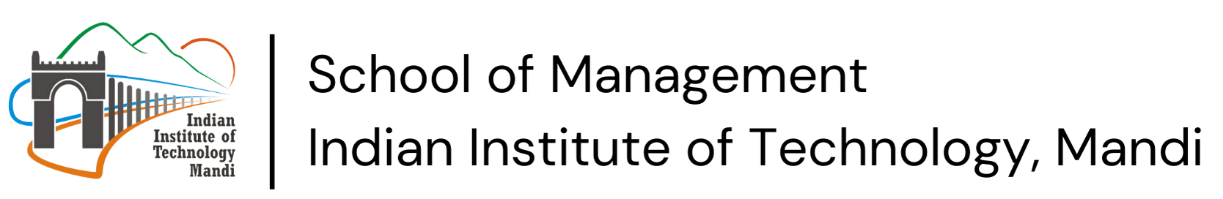 Indian
Institute of
Technology
Mandi
School of Management
Indian Institute of Technology, Mandi